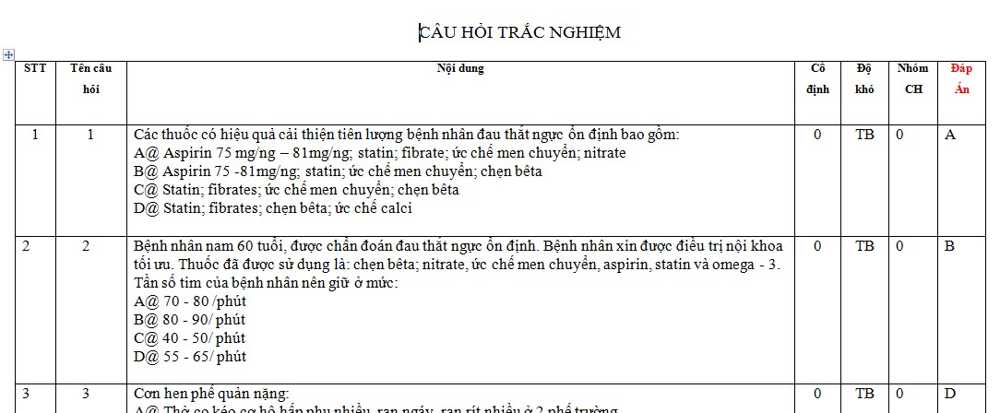 CÂU HỎI TRẮC NGHIỆM
STT Tên câu hỏi Nội dung Cố định Độ khó Nhóm CH Đáp Án
1 1 Các thuốc có hiệu quả cải thiện tiên lượng bệnh nhân đau thắt ngực ổn định bao gồm: 0 TB 0 A
A@ Aspirin 75 mg/ng – 81mg/ng; statin; fibrate; ức chế men chuyển; nitrate
B@ Aspirin 75 -81mg/ng; statin; ức chế men chuyển; chẹn bêta
C@ Statin; fibrates; ức chế men chuyển; chẹn bêta
D@ Statin; fibrates; chẹn bêta; ức chế calci
2 2 Bệnh nhân nam 60 tuổi, được chẩn đoán đau thắt ngực ổn định. Bệnh nhân xin được điều trị nội khoa 0 TB 0 B
tối ưu. Thuốc đã được sử dụng là: chẹn bêta; nitrate, ức chế men chuyển, aspirin, statin và omega - 3.
Tần số tim của bệnh nhân nên giữ ở mức:
A@ 70 - 80 /phút
B@ 80 - 90/ phút
C@ 40 - 50/ phút
D@ 55 - 65/ phút
3 3 Cơn hen phế quản nặng: 0 TB 0 D
A@ Thở co kéo cơ hô hấp phụ nhiều, ran ngáy, ran rít nhiều ở 2 phế trường